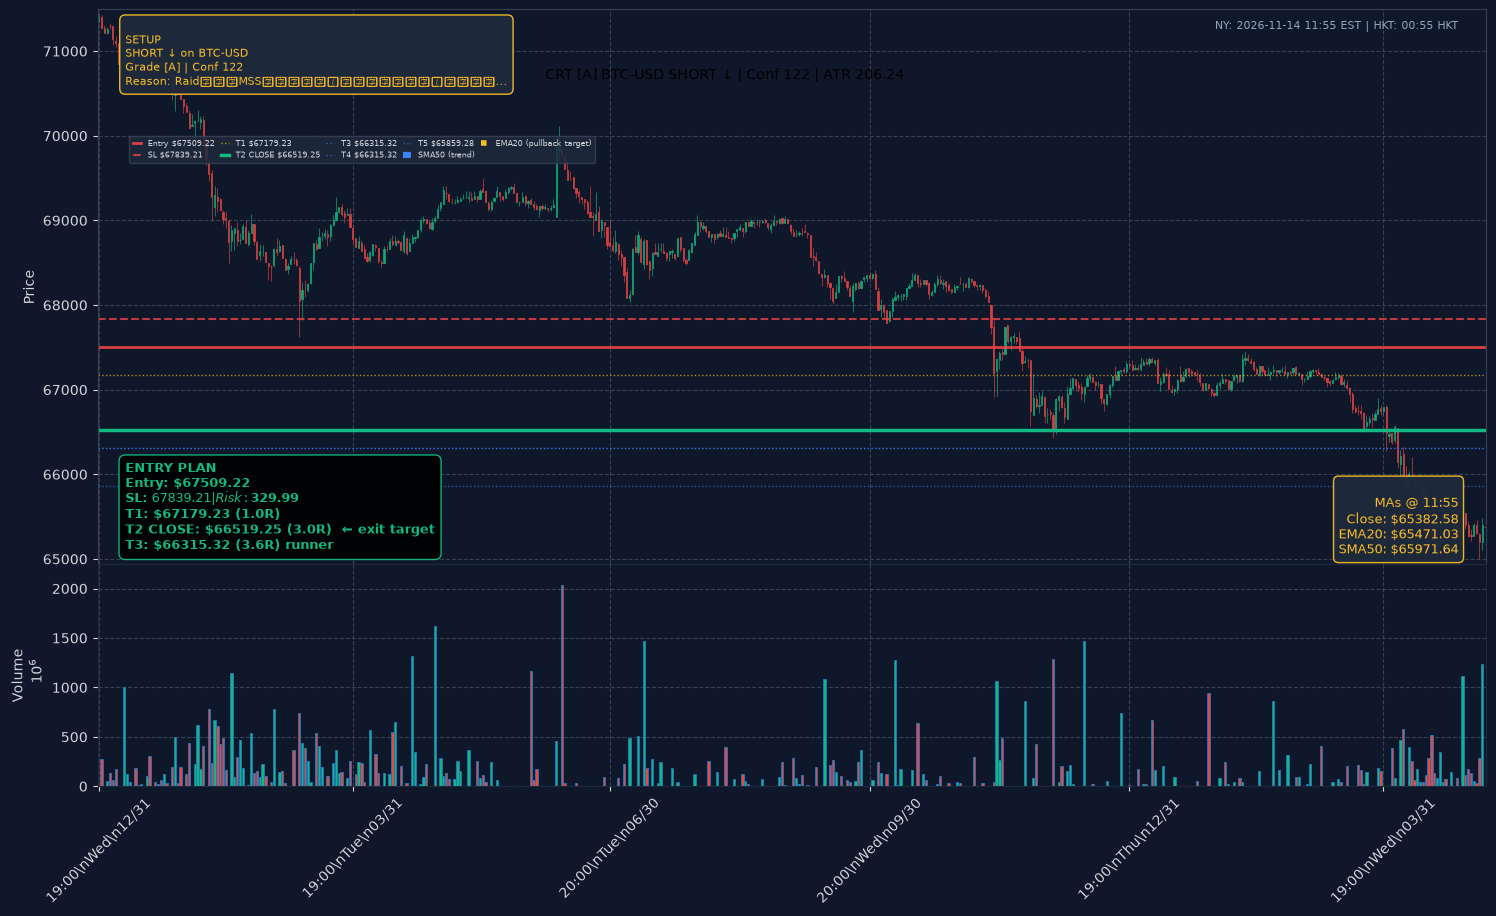 NY: 2026-11-14 11:55 EST | HKT: 00:55 HKT
SETUP
SHORT ↓ on BTC-USD
Grade [A] | Conf 122
Reason: Raid
MSS
...
CRT [A] BTC-USD SHORT ↓ | Conf 122 | ATR 206.24
Entry $67509.22
SL $67839.21
T1 $67179.23
T2 CLOSE $66519.25
T3 $66315.32
T4 $66315.32
T5 $65859.28
SMA50 (trend)
EMA20 (pullback target)
Price
71000
70000
69000
68000
67000
66000
65000
ENTRY PLAN
Entry: $67509.22
SL: 67839.21|Risk:329.99
T1: $67179.23 (1.0R)
T2 CLOSE: $66519.25 (3.0R) ← exit target
T3: $66315.32 (3.6R) runner
MAs @ 11:55
Close: $65382.58
EMA20: $65471.03
SMA50: $65971.64
Volume
10⁶
2000
1500
1000
500
0
19:00\nWed\n12/31
19:00\nTue\n03/31
20:00\nTue\n06/30
20:00\nWed\n09/30
19:00\nThu\n12/31
19:00\nWed\n03/31